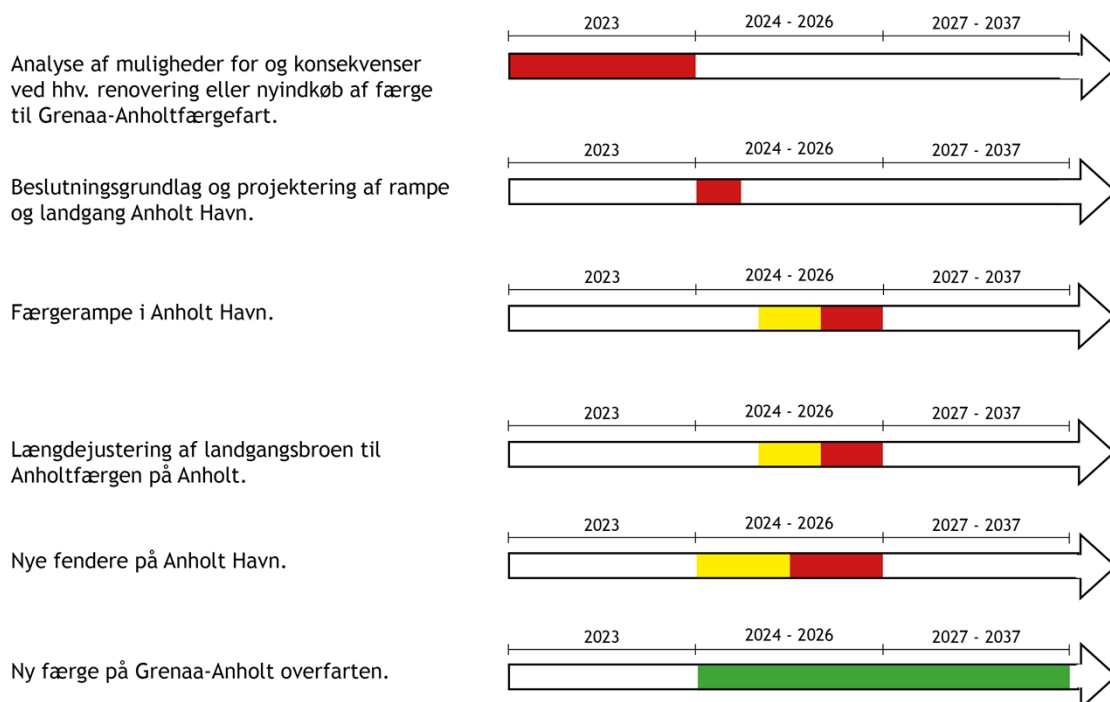 2023 2024 - 2026 2027 - 2037
Analyse af muligheder for og konsekvenser
ved hhv. renovering eller nyindkøb af færge
til Grenaa-Anholtfærgefart.
2023 2024 - 2026 2027 - 2037
Beslutningsgrundlag og projektering af rampe
og landgang Anholt Havn.
2023 2024 - 2026 2027 - 2037
Færgerampe i Anholt Havn.
2023 2024 - 2026 2027 - 2037
Længdejustering af landgangsbroen til
Anholtfærgen på Anholt.
2023 2024 - 2026 2027 - 2037
Nye fendere på Anholt Havn.
2023 2024 - 2026 2027 - 2037
Ny færge på Grenaa-Anholt overfarten.